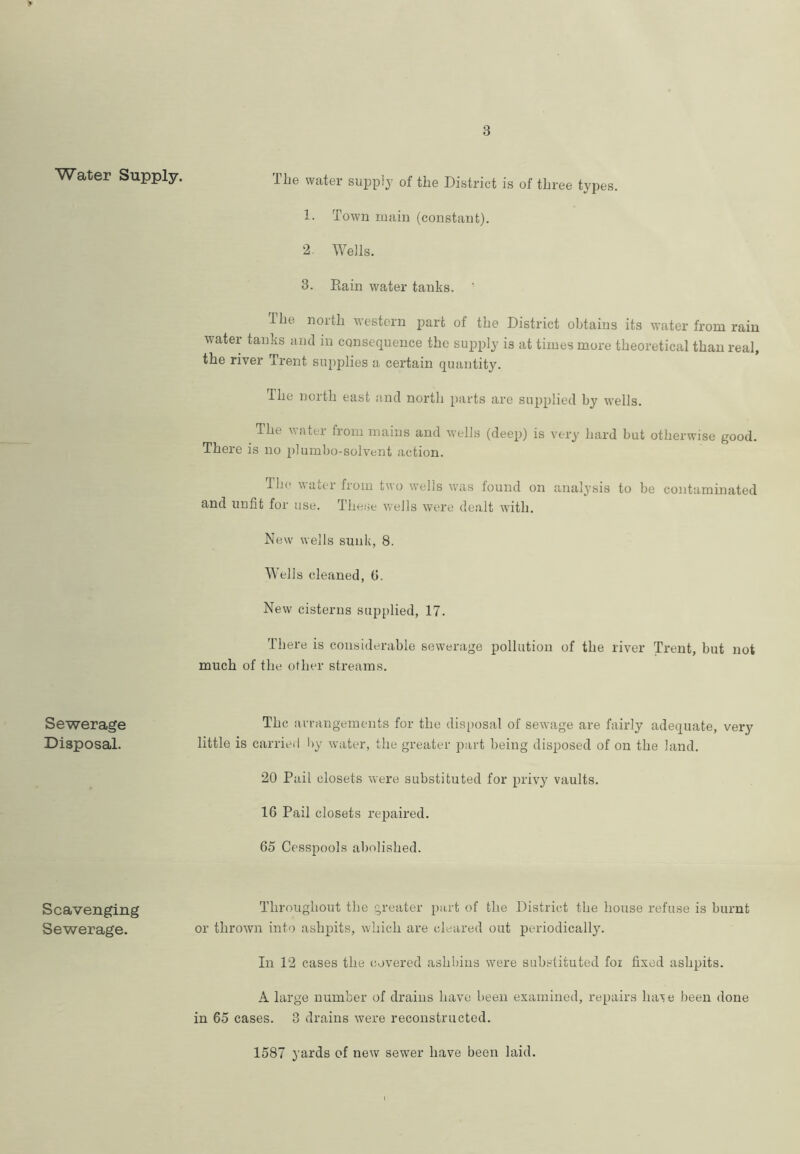 3
Water Supply.
The water supply of the District is of three types.
1. Town main (constant).
2. Wells.
3. Rain water tanks.
The north western part of the District obtains its water from rain
water tanks and in consequence the supply is at times more theoretical than real,
the river Trent supplies a certain quantity.
The north east and north parts are supplied by wells.
The water from mains and wells (deep) is very hard but otherwise good.
There is no plumbo-solvent action.
The water from two wells was found on analysis to be contaminated
and unfit for use. These wells were dealt with.
New wells sunk, 8.
Wells cleaned, 6.
New cisterns supplied, 17.
There is considerable sewerage pollution of the river Trent, but not
much of the other streams.
Sewerage
Disposal.
The arrangements for the disposal of sewage are fairly adequate, very
little is carried by water, the greater part being disposed of on the land.
20 Pail closets were substituted for privy vaults.
16 Pail closets repaired.
65 Cesspools abolished.
Scavenging
Sewerage.
Throughout the greater part of the District the house refuse is burnt
or thrown into ashpits, which are cleared out periodically.
In 12 cases the covered ashbins were substituted for fixed ashpits.
A large number of drains have been examined, repairs have been done
in 65 cases. 3 drains were reconstructed.
1587 yards of new sewer have been laid.